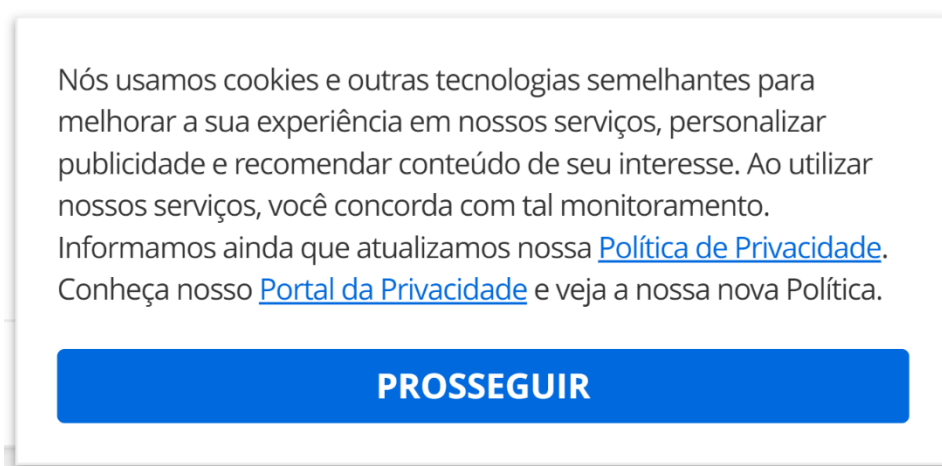 Nós usamos cookies e outras tecnologias semelhantes para
melhorar a sua experiência em nossos serviços, personalizar
publicidade e recomendar conteúdo de seu interesse. Ao utilizar
nossos serviços, você concorda com tal monitoramento.
Informamos ainda que atualizamos nossa Política de Privacidade.
Conheça nosso Portal da Privacidade e veja a nossa nova Política.
PROSSEGUIR